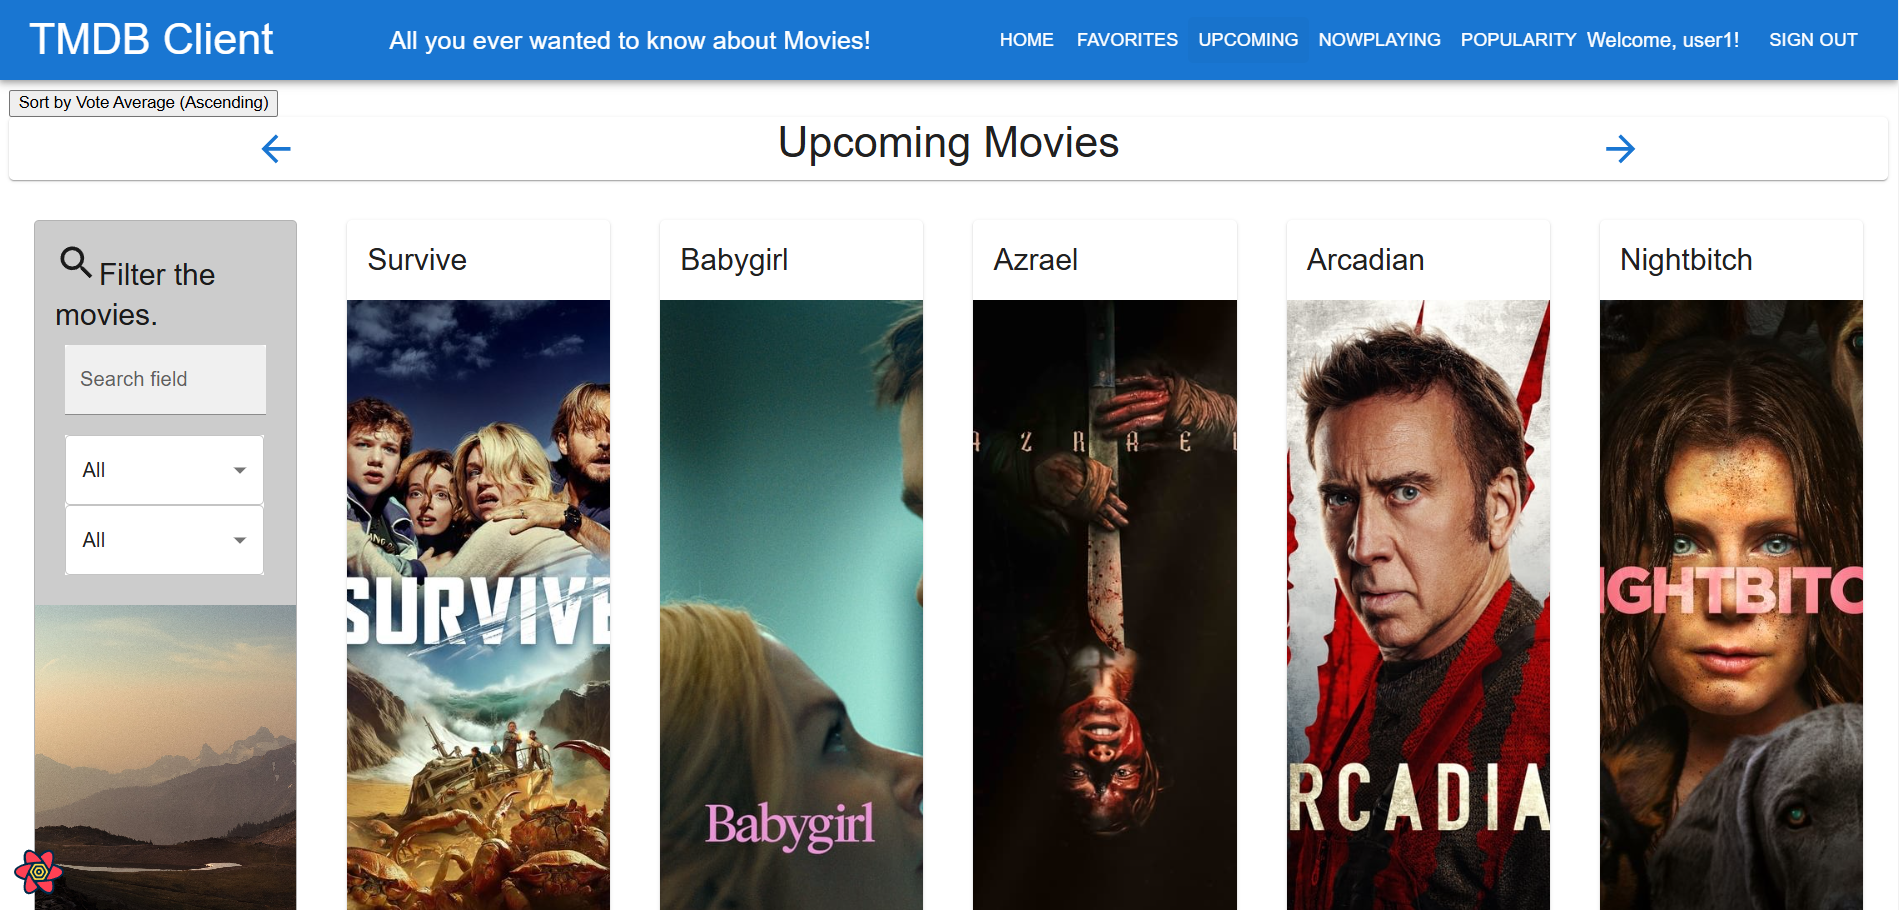 TMDB Client
All you ever wanted to know about Movies!
HOME
FAVORITES
UPCOMING
NOWPLAYING
POPULARITY
Welcome, user1!
SIGN OUT
Sort by Vote Average (Ascending)
Upcoming Movies
Filter the
movies.
Search field
All
All
Survive
SURVIVE
Babygirl
Babygirl
Azrael
AZRAEL
Arcadian
RCADIA
Nightbitch
IGHTBITC